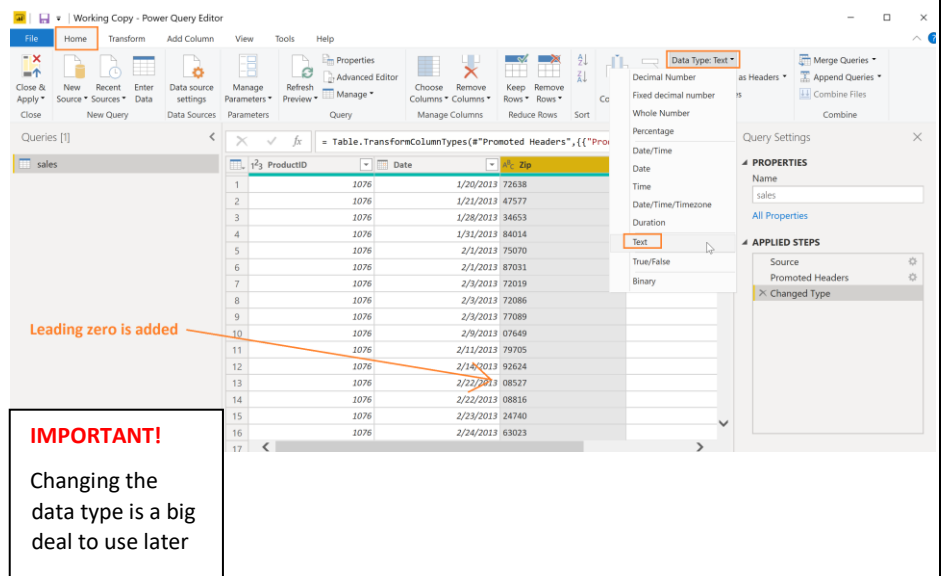 Working Copy - Power Query Editor
File Home Transform Add Column View Tools Help
Close & Apply New Source Recent Sources Enter Data Data source settings Manage Parameters Refresh Preview Properties Advanced Editor Manage Choose Columns Remove Columns Keep Rows Remove Rows Data Type: Text as Headers Merge Queries Append Queries Combine Files
Close New Query Data Sources Parameters Query Manage Columns Reduce Rows Sort Combine
Decimal Number
Fixed decimal number
Whole Number
Percentage
Date/Time
Date
Time
Date/Time/Timezone
Duration
Text
True/False
Binary
Queries [1]
sales
fx = Table.TransformColumnTypes(#"Promoted Headers",{{"Pro
1²3 ProductID Date ABC Zip
1 1076 1/20/2013 72638
2 1076 1/21/2013 47577
3 1076 1/28/2013 34653
4 1076 1/31/2013 84014
5 1076 2/1/2013 75070
6 1076 2/1/2013 87031
7 1076 2/3/2013 72019
8 1076 2/3/2013 72086
9 1076 2/3/2013 77089
10 1076 2/9/2013 07649
11 1076 2/11/2013 79705
12 1076 2/14/2013 92624
13 1076 2/22/2013 08527
14 1076 2/22/2013 08816
15 1076 2/23/2013 24740
16 1076 2/24/2013 63023
17
Query Settings
PROPERTIES
Name
sales
All Properties
APPLIED STEPS
Source
Promoted Headers
Changed Type
Leading zero is added
IMPORTANT!
Changing the
data type is a big
deal to use later